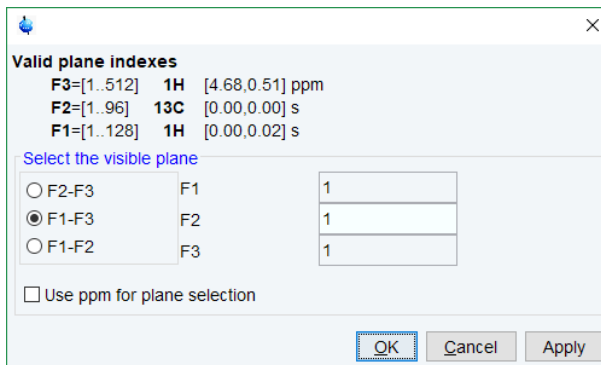 Valid plane indexes
F3=[1..512] 1H [4.68,0.51] ppm
F2=[1..96] 13C [0.00,0.00] s
F1=[1..128] 1H [0.00,0.02] s
Select the visible plane
F2-F3 F1 1
F1-F3 F2 1
F1-F2 F3 1
Use ppm for plane selection
OK Cancel Apply